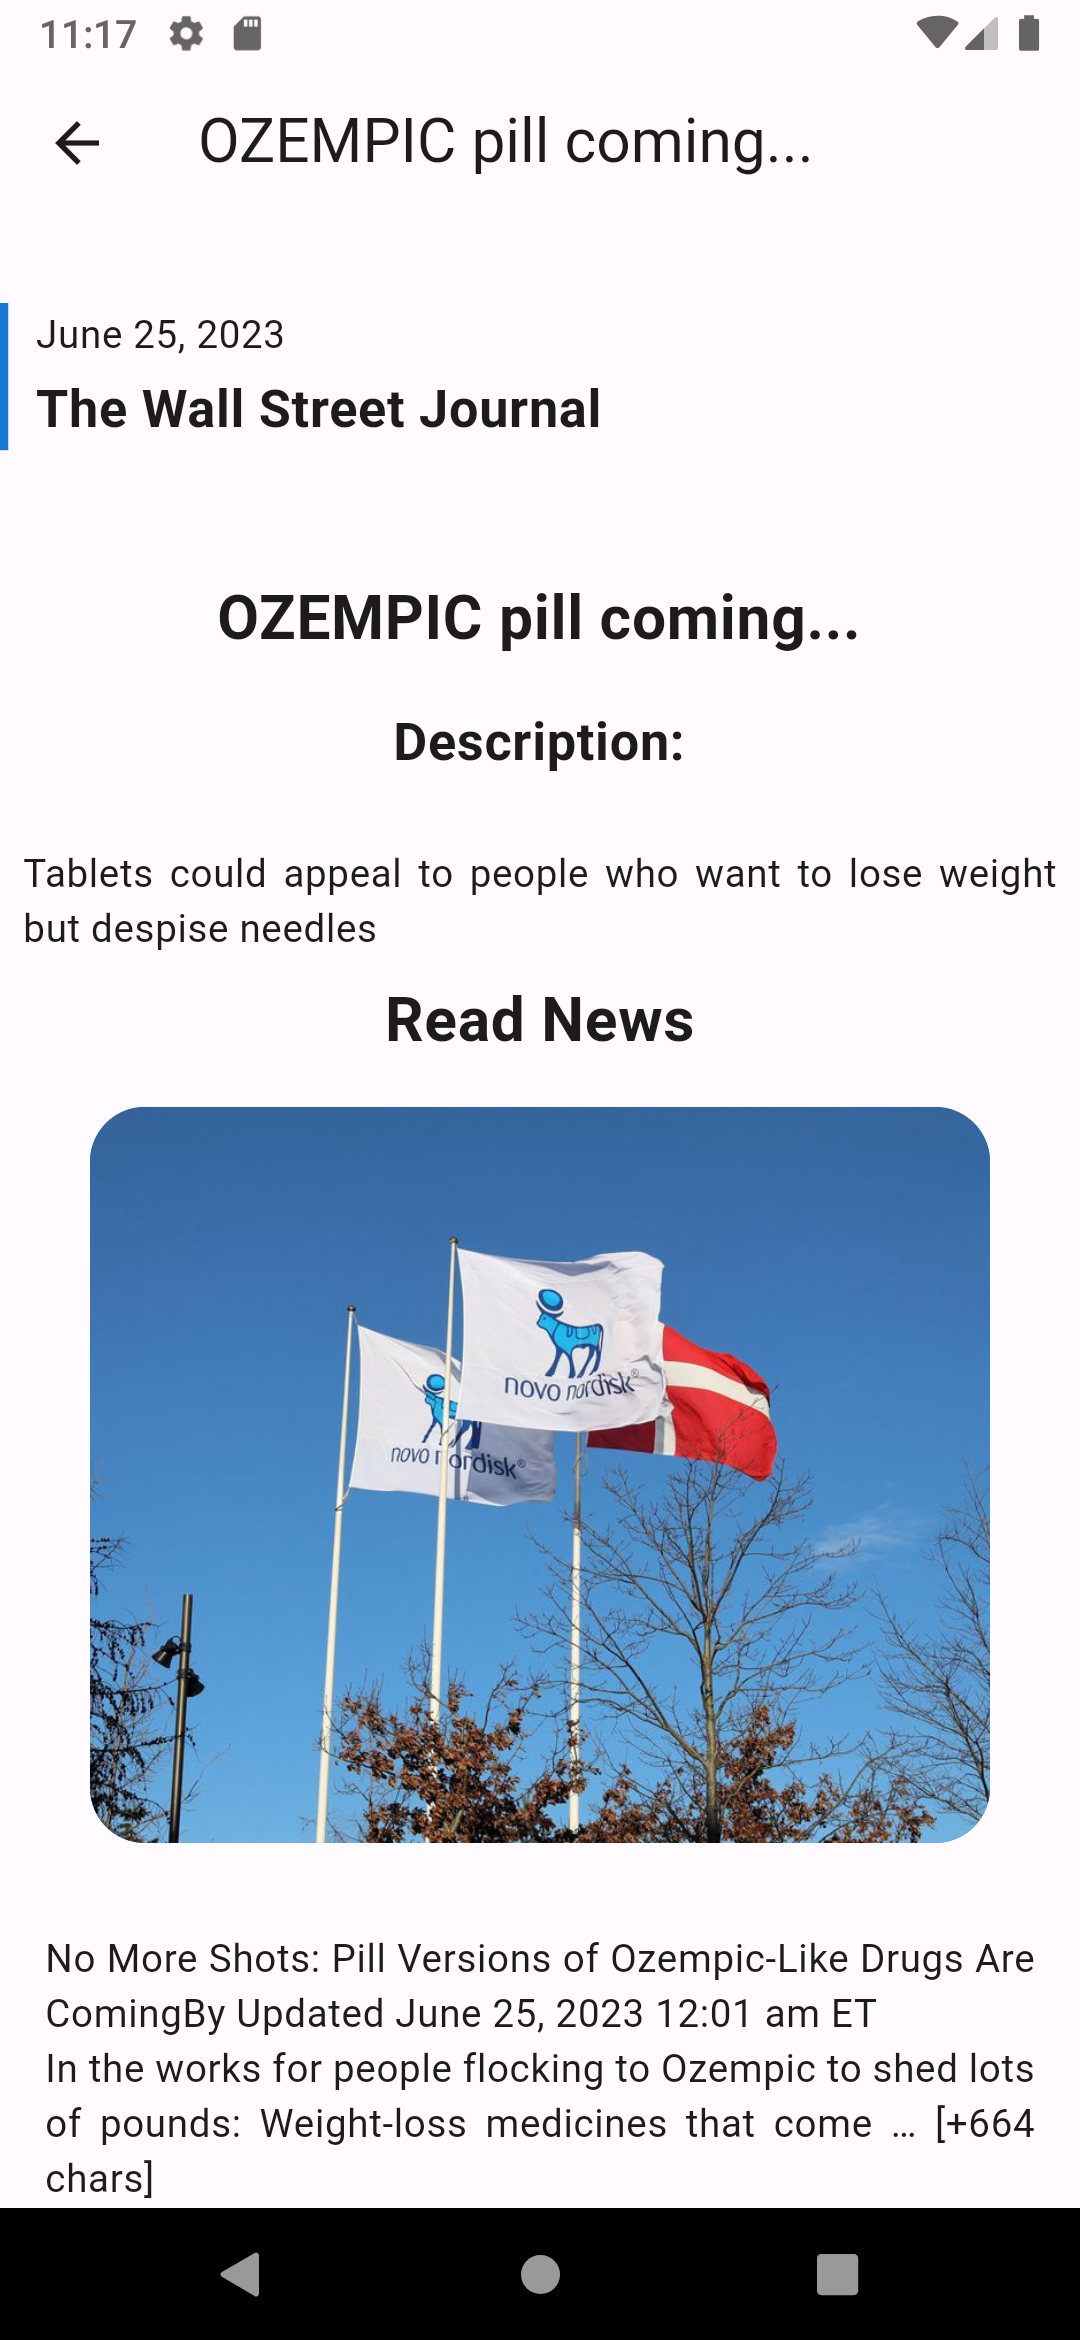 11:17
OZEMPIC pill coming...
June 25, 2023
The Wall Street Journal
OZEMPIC pill coming...
Description:
Tablets could appeal to people who want to lose weight
but despise needles
Read News
novo nordisk®
novo nordisk®
No More Shots: Pill Versions of Ozempic-Like Drugs Are
ComingBy Updated June 25, 2023 12:01 am ET
In the works for people flocking to Ozempic to shed lots
of pounds: Weight-loss medicines that come … [+664
chars]